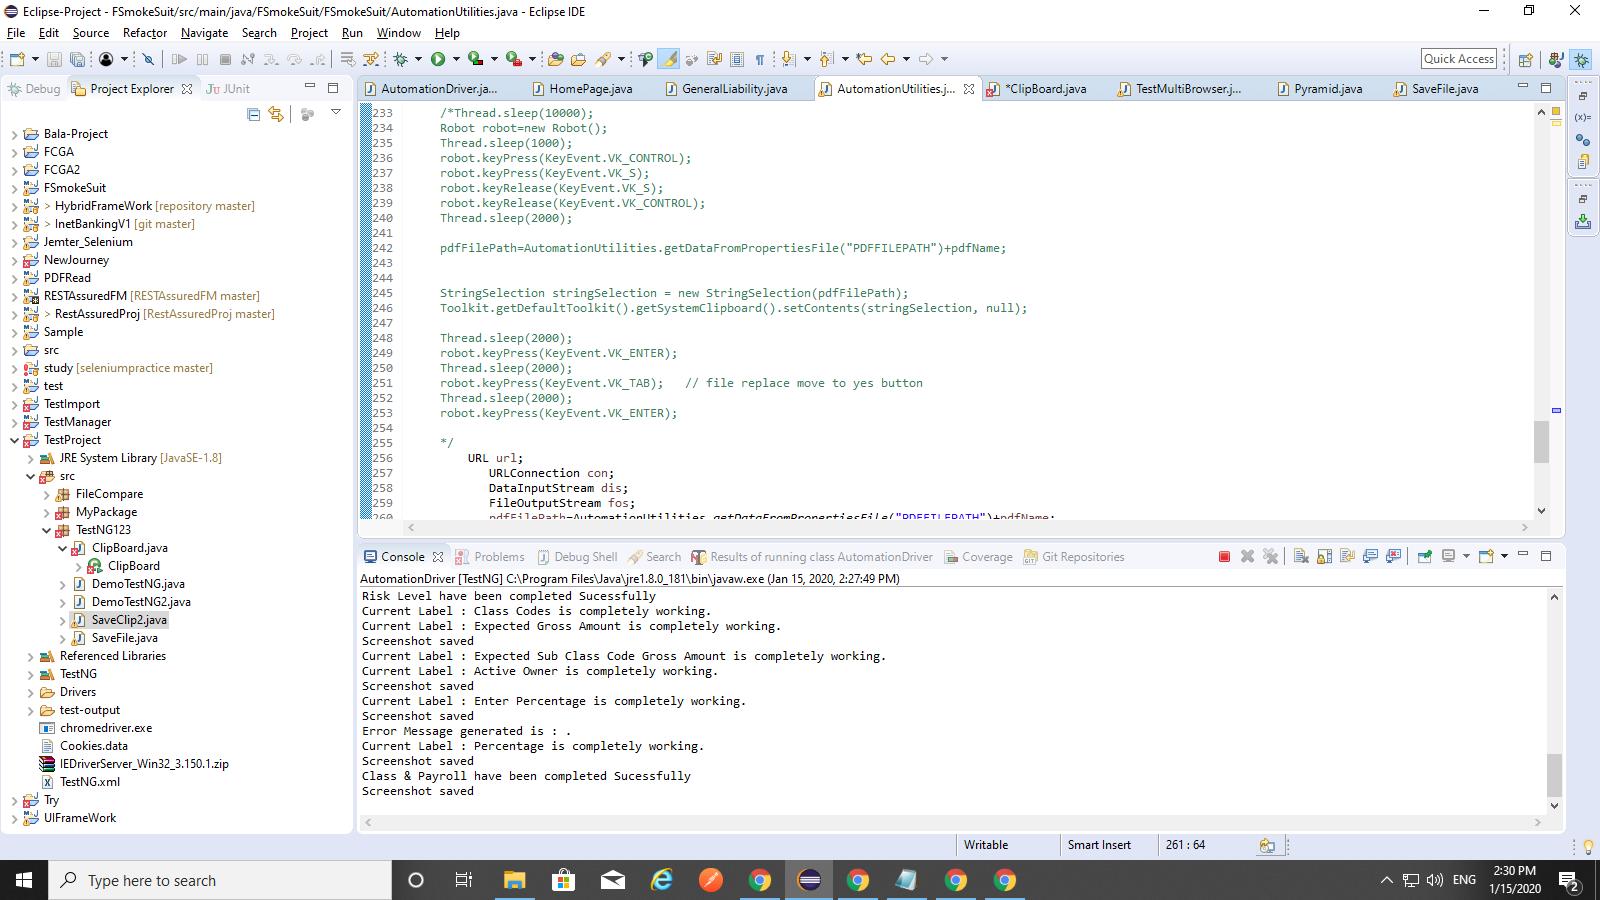 Eclipse-Project - FSmokeSuit/src/main/java/FSmokeSuit/FSmokeSuit/AutomationUtilities.java - Eclipse IDE
File Edit Source Refactor Navigate Search Project Run Window Help
Quick Access
Debug Project Explorer JUnit
AutomationDriver.ja... HomePage.java GeneralLiability.java AutomationUtilities.j... *ClipBoard.java TestMultiBrowser.j... Pyramid.java SaveFile.java
Bala-Project
FCGA
FCGA2
FSmokeSuit
> HybridFrameWork [repository master]
> InetBankingV1 [git master]
Jemter_Selenium
NewJourney
PDFRead
RESTAssuredFM [RESTAssuredFM master]
> RestAssuredProj [RestAssuredProj master]
Sample
src
study [seleniumpractice master]
test
TestImport
TestManager
TestProject
JRE System Library [JavaSE-1.8]
src
FileCompare
MyPackage
TestNG123
ClipBoard.java
ClipBoard
DemoTestNG.java
DemoTestNG2.java
SaveClip2.java
SaveFile.java
Referenced Libraries
TestNG
Drivers
test-output
chromedriver.exe
Cookies.data
IEDriverServer_Win32_3.150.1.zip
TestNG.xml
Try
UIFrameWork
233 /*Thread.sleep(10000);
234 Robot robot=new Robot();
235 Thread.sleep(1000);
236 robot.keyPress(KeyEvent.VK_CONTROL);
237 robot.keyPress(KeyEvent.VK_S);
238 robot.keyRelease(KeyEvent.VK_S);
239 robot.keyRelease(KeyEvent.VK_CONTROL);
240 Thread.sleep(2000);
241
242 pdfFilePath=AutomationUtilities.getDataFromPropertiesFile("PDFFILEPATH")+pdfName;
243
244
245 StringSelection stringSelection = new StringSelection(pdfFilePath);
246 Toolkit.getDefaultToolkit().getSystemClipboard().setContents(stringSelection, null);
247
248 Thread.sleep(2000);
249 robot.keyPress(KeyEvent.VK_ENTER);
250 Thread.sleep(2000);
251 robot.keyPress(KeyEvent.VK_TAB); // file replace move to yes button
252 Thread.sleep(2000);
253 robot.keyPress(KeyEvent.VK_ENTER);
254
255 */
256 URL url;
257 URLConnection con;
258 DataInputStream dis;
259 FileOutputStream fos;
260 pdfFilePath=AutomationUtilities.getDataFromPropertiesFile("PDFFILEPATH")+pdfName;
Console Problems Debug Shell Search Results of running class AutomationDriver Coverage Git Repositories
AutomationDriver [TestNG] C:\Program Files\Java\jre1.8.0_181\bin\javaw.exe (Jan 15, 2020, 2:27:49 PM)
Risk Level have been completed Sucessfully
Current Label : Class Codes is completely working.
Current Label : Expected Gross Amount is completely working.
Screenshot saved
Current Label : Expected Sub Class Code Gross Amount is completely working.
Current Label : Active Owner is completely working.
Screenshot saved
Current Label : Enter Percentage is completely working.
Screenshot saved
Error Message generated is : .
Current Label : Percentage is completely working.
Screenshot saved
Class & Payroll have been completed Sucessfully
Screenshot saved
Writable Smart Insert 261 : 64
Type here to search
ENG
2:30 PM
1/15/2020
2